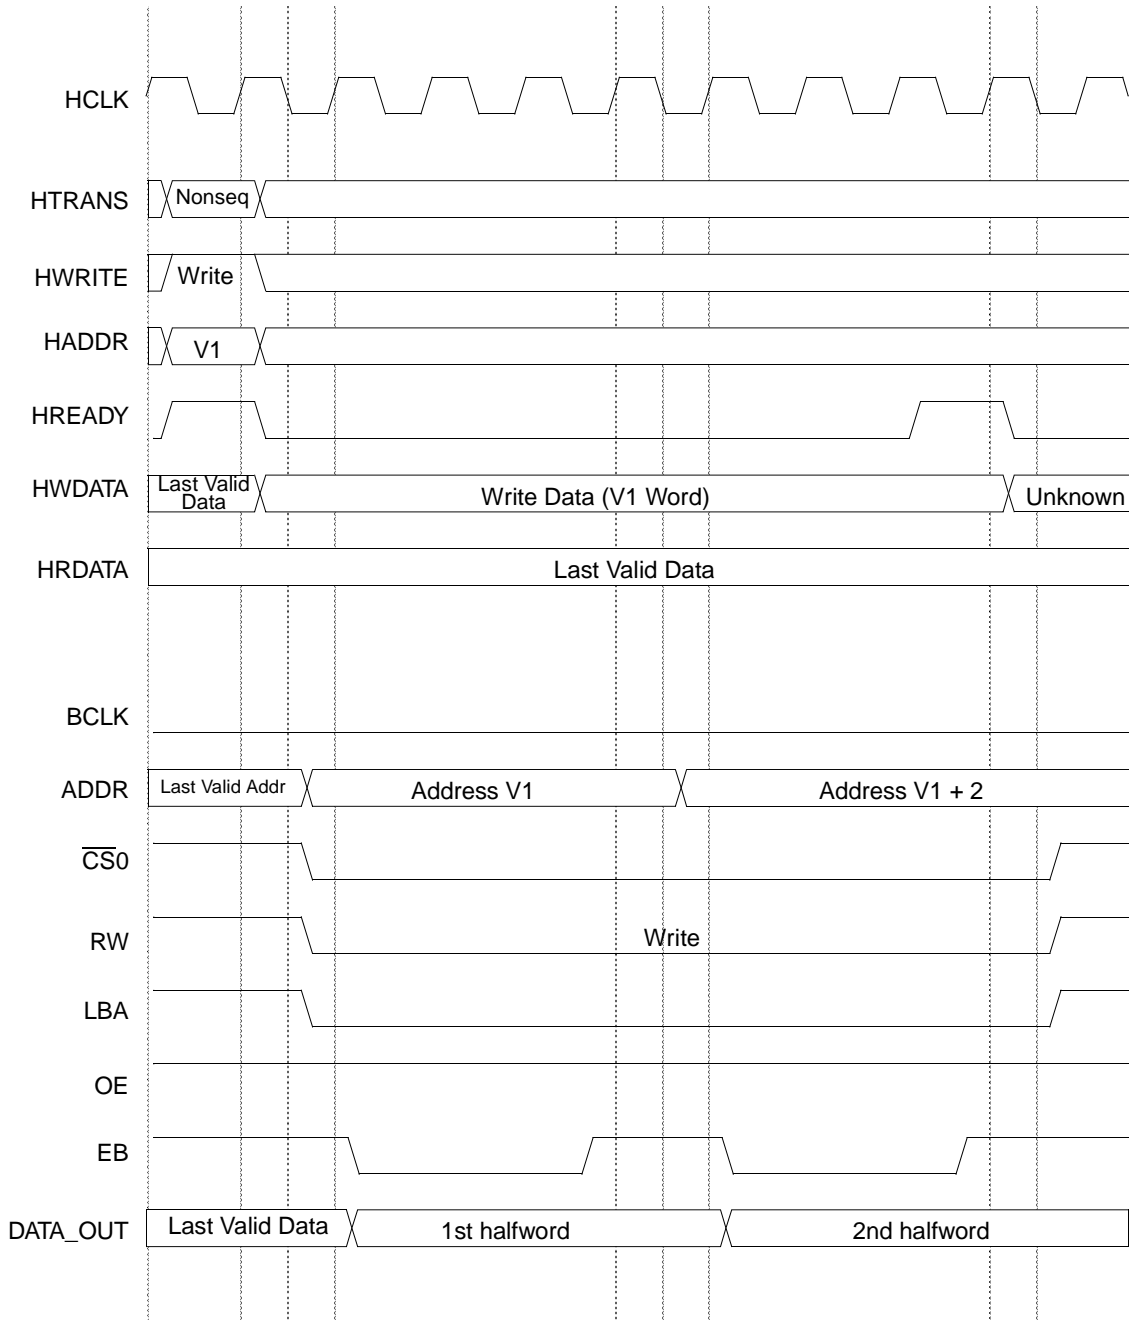 HCLK
HTRANS Nonseq
HWRITE Write
HADDR V1
HREADY
HWDATA Last Valid Data Write Data (V1 Word) Unknown
HRDATA Last Valid Data
BCLK
ADDR Last Valid Addr Address V1 Address V1 + 2
CS0
RW Write
LBA
OE
EB
DATA_OUT Last Valid Data 1st halfword 2nd halfword